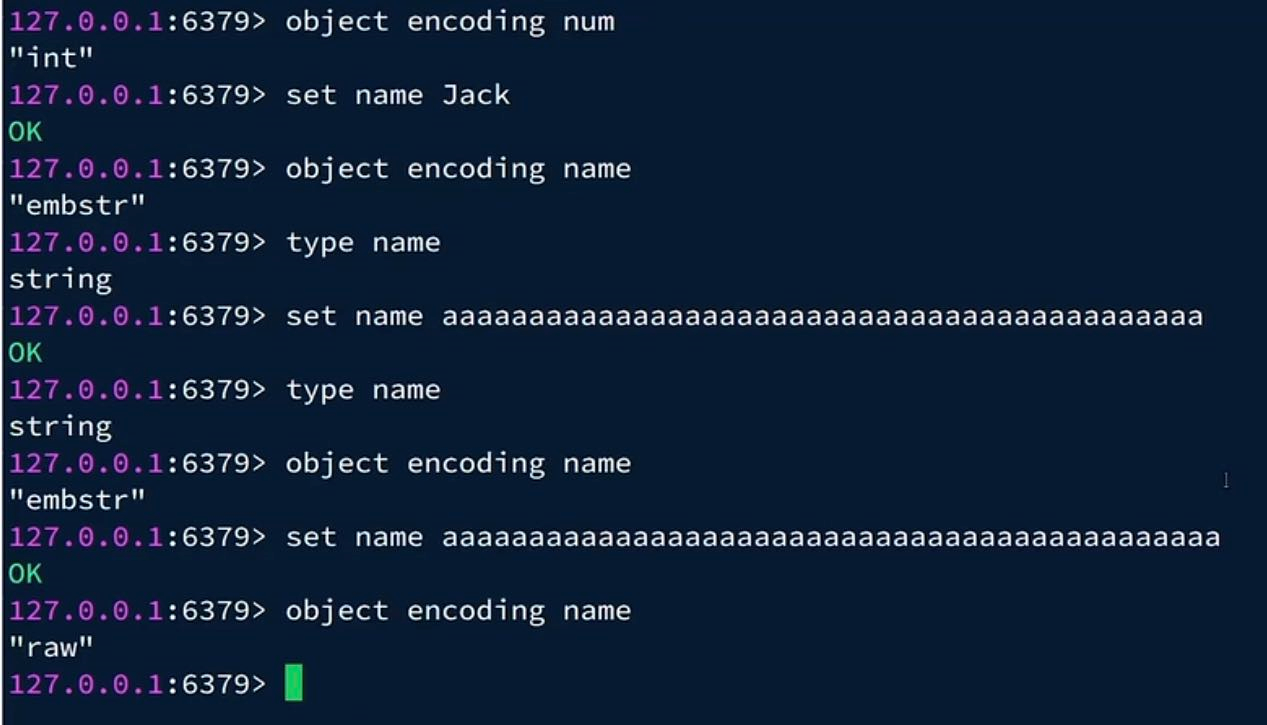 127.0.0.1:6379> object encoding num
"int"
127.0.0.1:6379> set name Jack
OK
127.0.0.1:6379> object encoding name
"embstr"
127.0.0.1:6379> type name
string
127.0.0.1:6379> set name aaaaaaaaaaaaaaaaaaaaaaaaaaaaaaaaaaaaaaaaaaaa
OK
127.0.0.1:6379> type name
string
127.0.0.1:6379> object encoding name
"embstr"
127.0.0.1:6379> set name aaaaaaaaaaaaaaaaaaaaaaaaaaaaaaaaaaaaaaaaaaaaa
OK
127.0.0.1:6379> object encoding name
"raw"
127.0.0.1:6379>